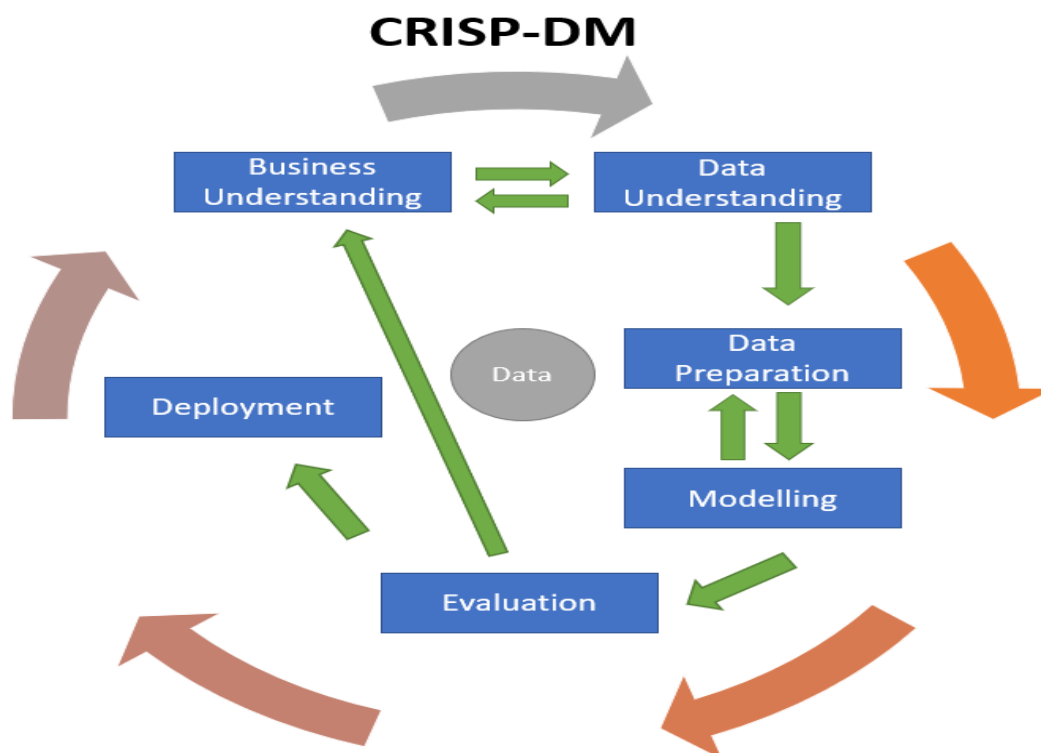 CRISP-DM
Business
Understanding
Data
Understanding
Data
Preparation
Data
Deployment
Modelling
Evaluation